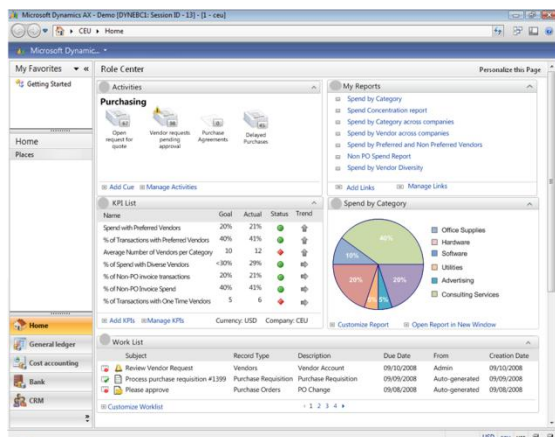 Microsoft Dynamics AX - Demo [DYNEBC1: Session ID - 13] - [1 - ceu]
CEU
Home
Microsoft Dynamic...
My Favorites
Getting Started
Home
Places
Home
General ledger
Cost accounting
Bank
CRM
Role Center
Personalize this Page
Activities
Purchasing
Open request for quote
Vendor requests pending approval
Purchase Agreements
Delayed Purchases
Add Cue
Manage Activities
My Reports
Spend by Category
Spend Concentration report
Spend by Category across companies
Spend by Vendor across companies
Spend by Preferred and Non Preferred Vendors
Non PO Spend Report
Spend by Vendor Diversity
Add Links
Manage Links
KPI List
Name Goal Actual Status Trend
Spend with Preferred Vendors 20% 21%
% of Transactions with Preferred Vendors 40% 41%
Average Number of Vendors per Category 10 12
% of Spend with Diverse Vendors <30% 29%
% of Non-PO invoice transactions 20% 21%
% of Non-PO Invoice Spend 40% 41%
% of Transactions with One Time Vendors 5 6
Add KPIs Manage KPIs Currency: USD Company: CEU
Spend by Category
40%
10%
20%
20%
5%
5%
Office Supplies
Hardware
Software
Utilities
Advertising
Consulting Services
Customize Report
Open Report in New Window
Work List
Subject Record Type Description Due Date From Creation Date
Review Vendor Request Vendors Vendor Account 09/10/2008 Admin 09/10/2008
Process purchase requisition #1399 Purchase Requisition Purchase Requisition 09/09/2008 Auto-generated 09/09/2008
Please approve Purchase Orders PO Change 09/08/2008 Auto-generated 09/08/2008
Customize Worklist
1 2 3 4